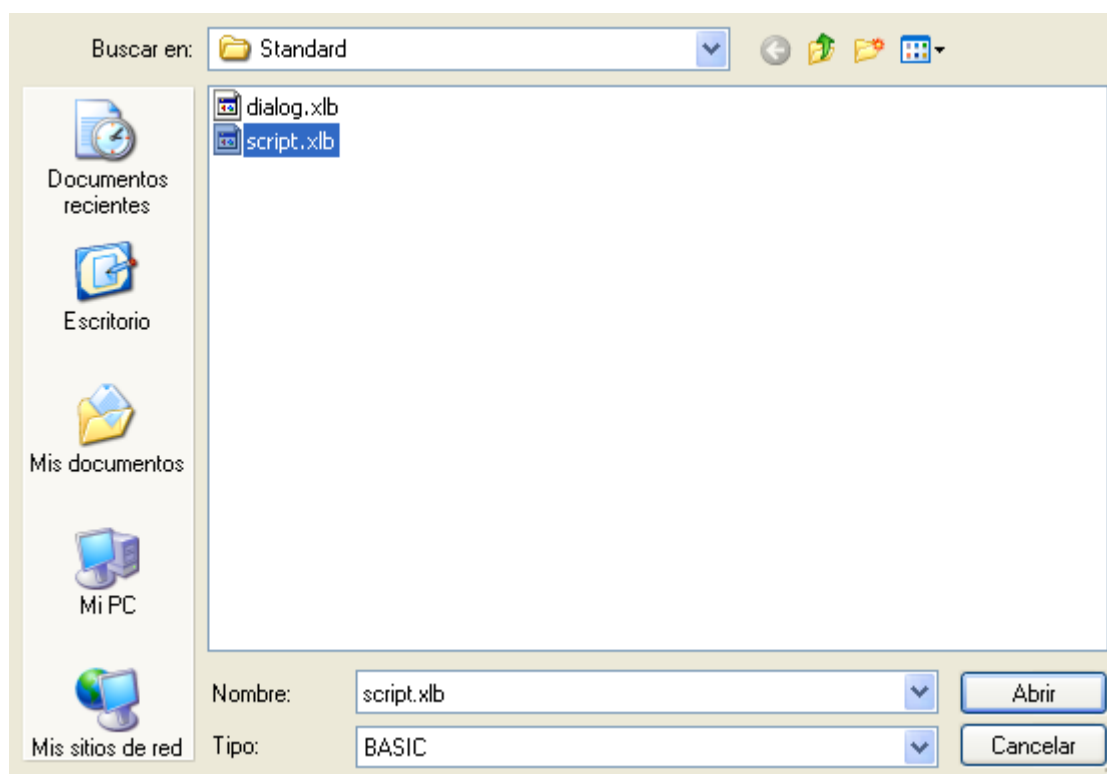 Buscar en:
Standard
dialog.xlb
script.xlb
Documentos
recientes
Escritorio
Mis documentos
Mi PC
Mis sitios de red
Nombre:
script.xlb
Abrir
Tipo:
BASIC
Cancelar